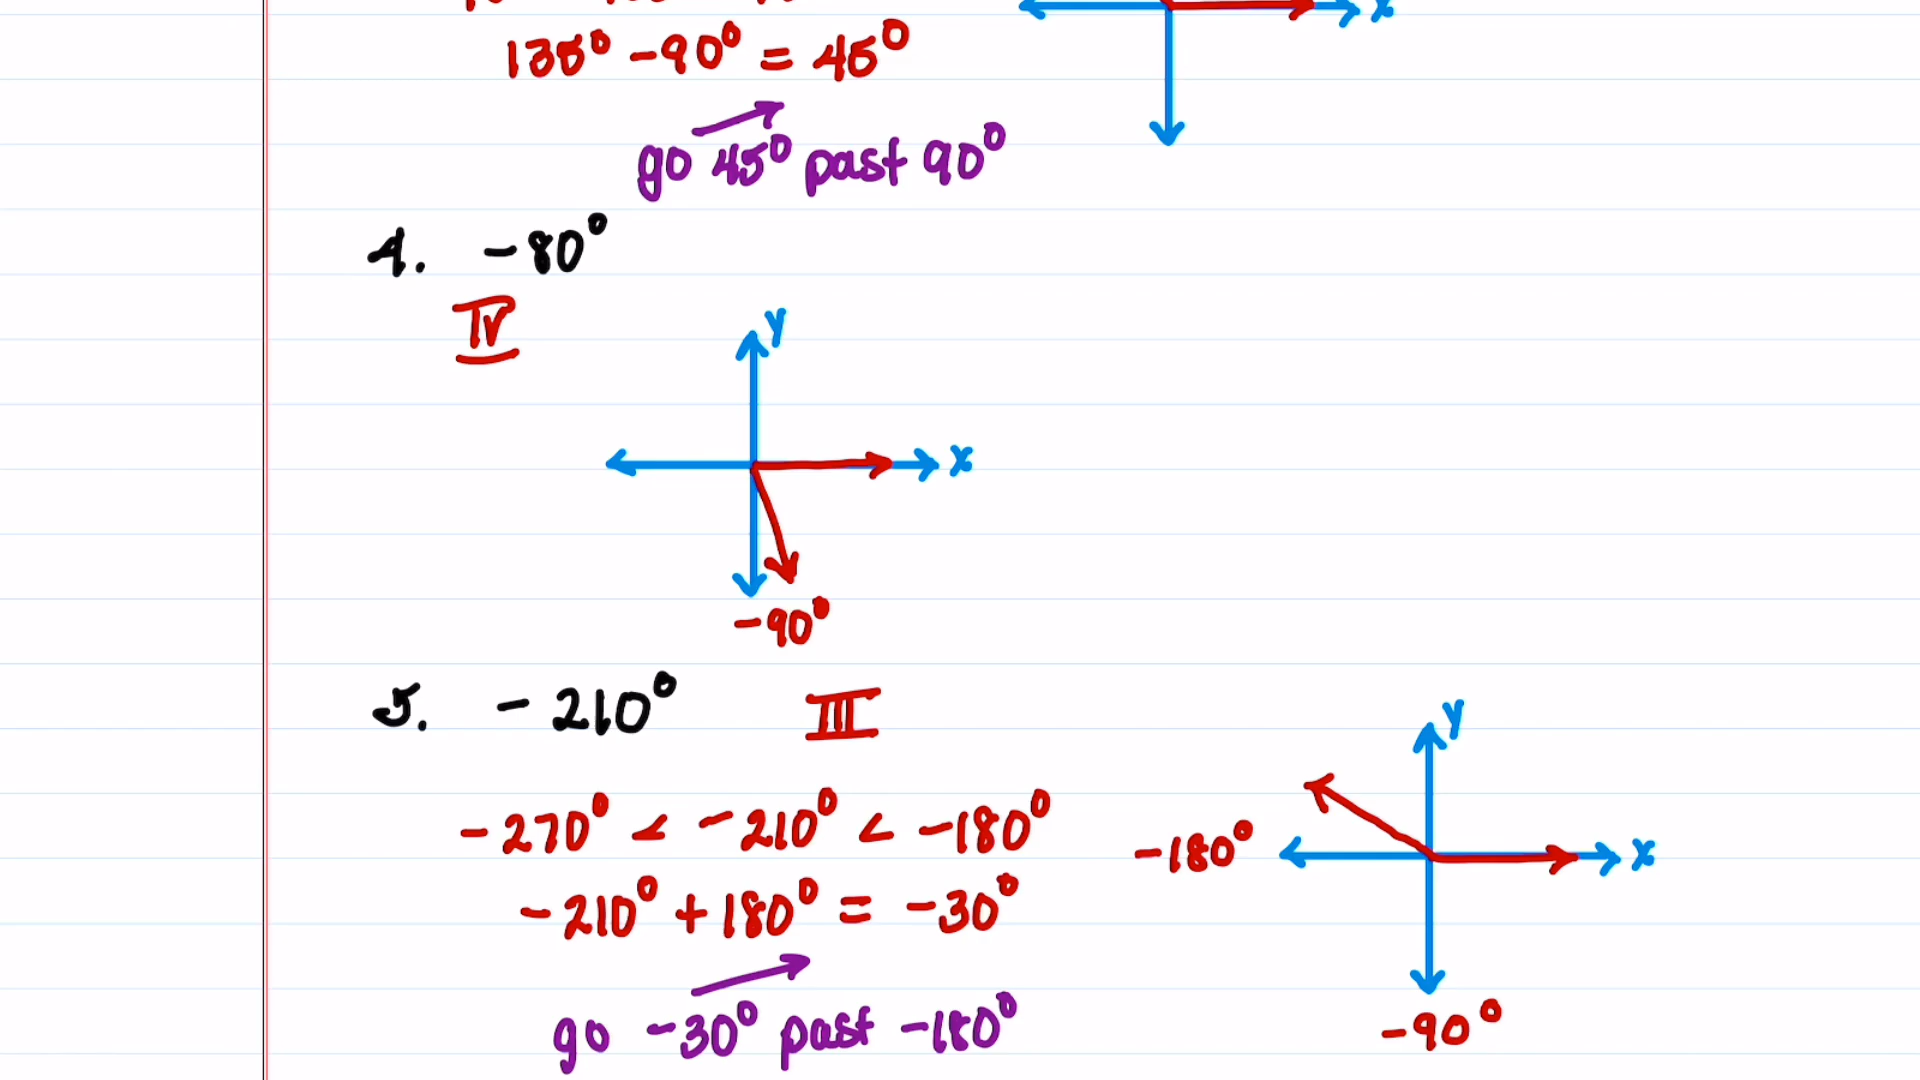 x
135° - 90° = 45°
go 45° past 90°
4. -80°
IV
y
x
-90°
5. -210° III
y
-270° < -210° < -180°
-180° x
-210° + 180° = -30°
go -30° past -180°
-90°